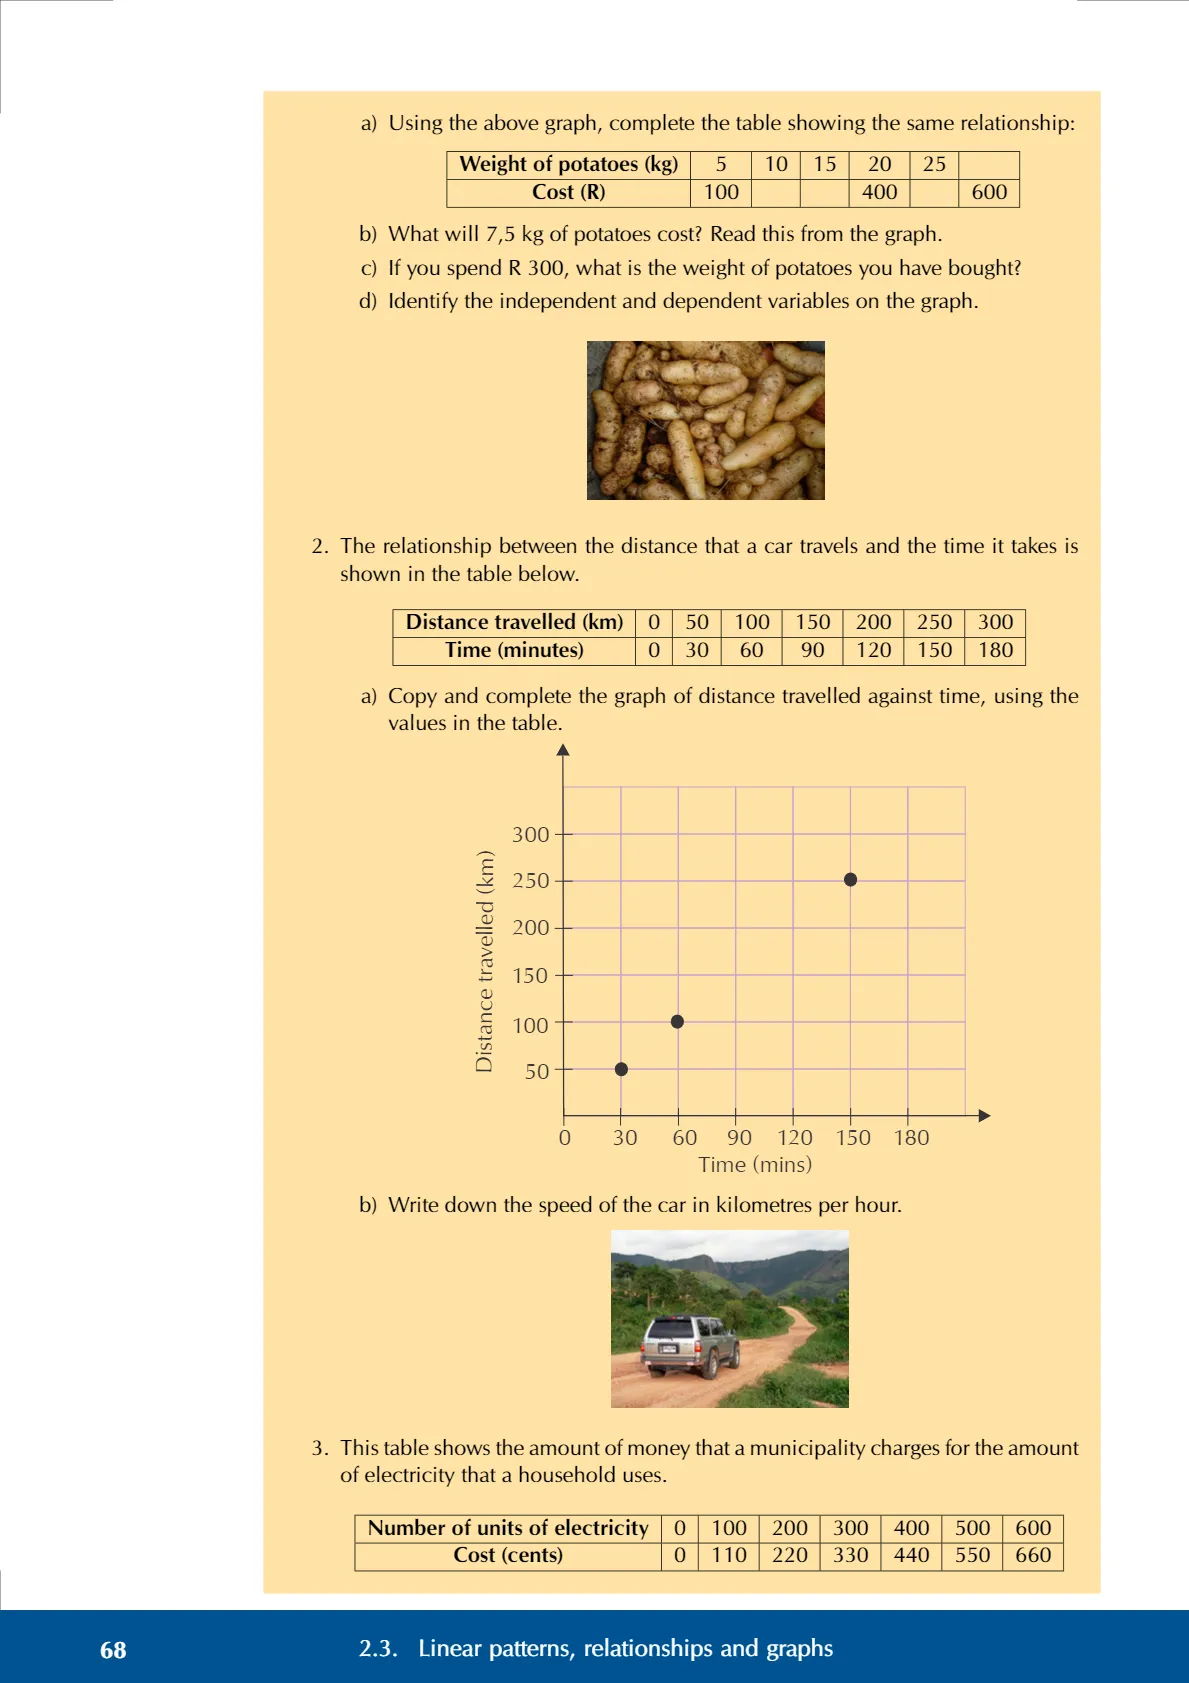 a) Using the above graph, complete the table showing the same relationship:
Weight of potatoes (kg) 5 10 15 20 25
Cost (R) 100 400 600
b) What will 7,5 kg of potatoes cost? Read this from the graph.
c) If you spend R 300, what is the weight of potatoes you have bought?
d) Identify the independent and dependent variables on the graph.
2. The relationship between the distance that a car travels and the time it takes is
shown in the table below.
Distance travelled (km) 0 50 100 150 200 250 300
Time (minutes) 0 30 60 90 120 150 180
a) Copy and complete the graph of distance travelled against time, using the
values in the table.
Distance travelled (km)
300
250
200
150
100
50
0 30 60 90 120 150 180
Time (mins)
b) Write down the speed of the car in kilometres per hour.
3. This table shows the amount of money that a municipality charges for the amount
of electricity that a household uses.
Number of units of electricity 0 100 200 300 400 500 600
Cost (cents) 0 110 220 330 440 550 660
68 2.3. Linear patterns, relationships and graphs